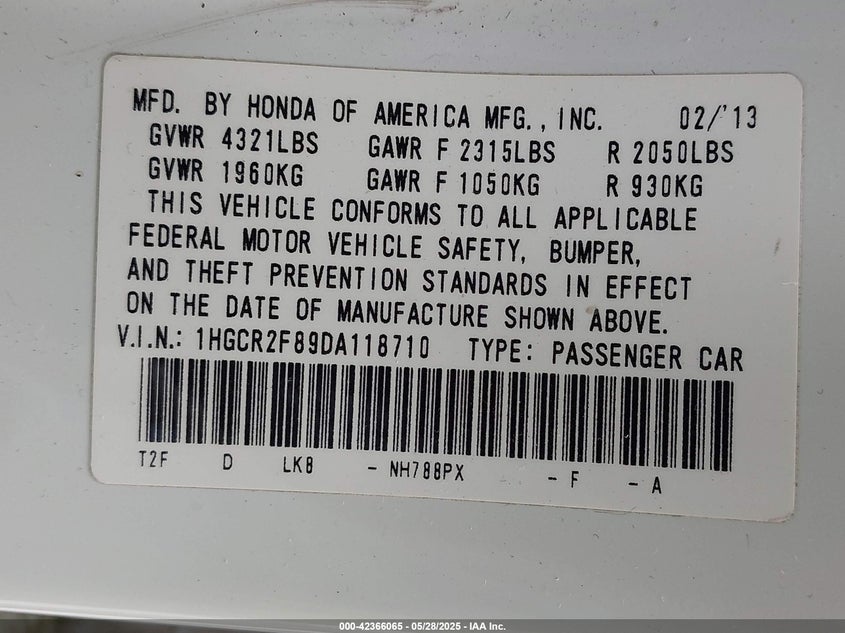 MFD. BY HONDA OF AMERICA MFG., INC. 02/'13
GVWR 4321LBS GAWR F 2315LBS R 2050LBS
GVWR 1960KG GAWR F 1050KG R 930KG
THIS VEHICLE CONFORMS TO ALL APPLICABLE
FEDERAL MOTOR VEHICLE SAFETY, BUMPER,
AND THEFT PREVENTION STANDARDS IN EFFECT
ON THE DATE OF MANUFACTURE SHOWN ABOVE.
V.I.N.: 1HGCR2F89DA118710 TYPE: PASSENGER CAR
T2F D LK8 - NH788PX - F - A
000-42366065 - 05/28/2025 - IAA Inc.